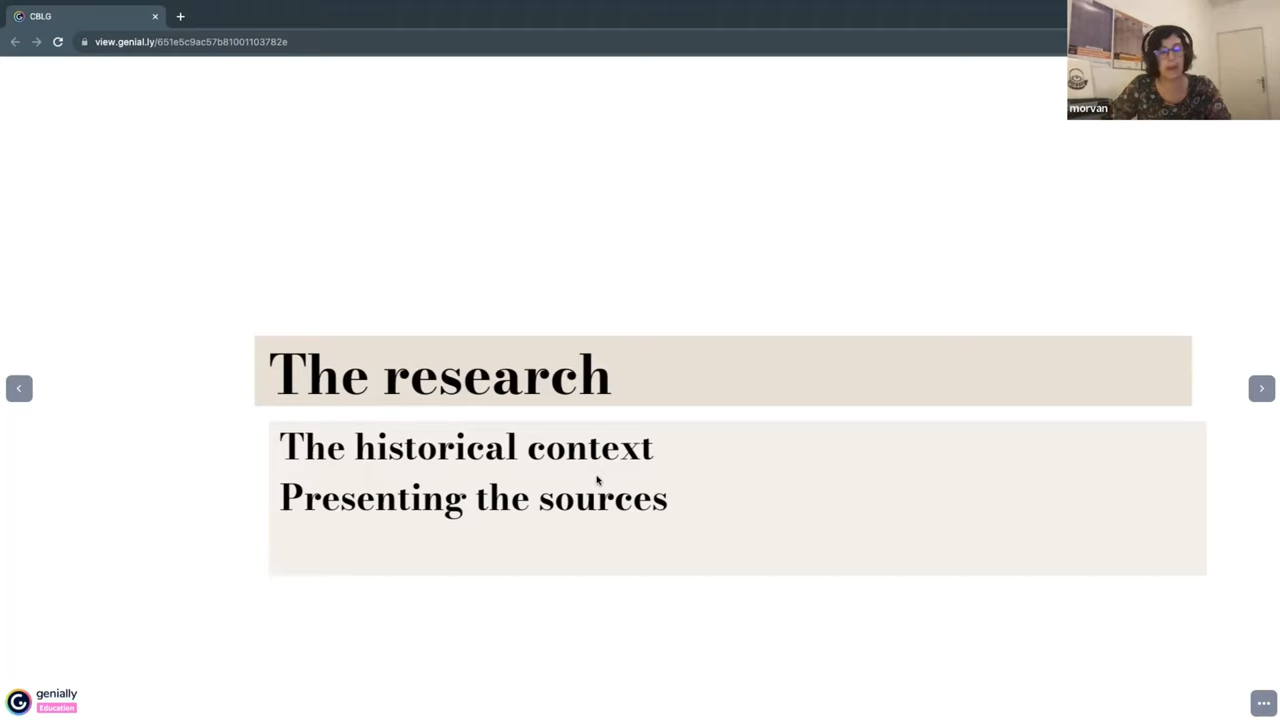 CBLG
view.genial.ly/651e5c9ac57b81001103782e
morvan
The research
The historical context
Presenting the sources
genially
Education